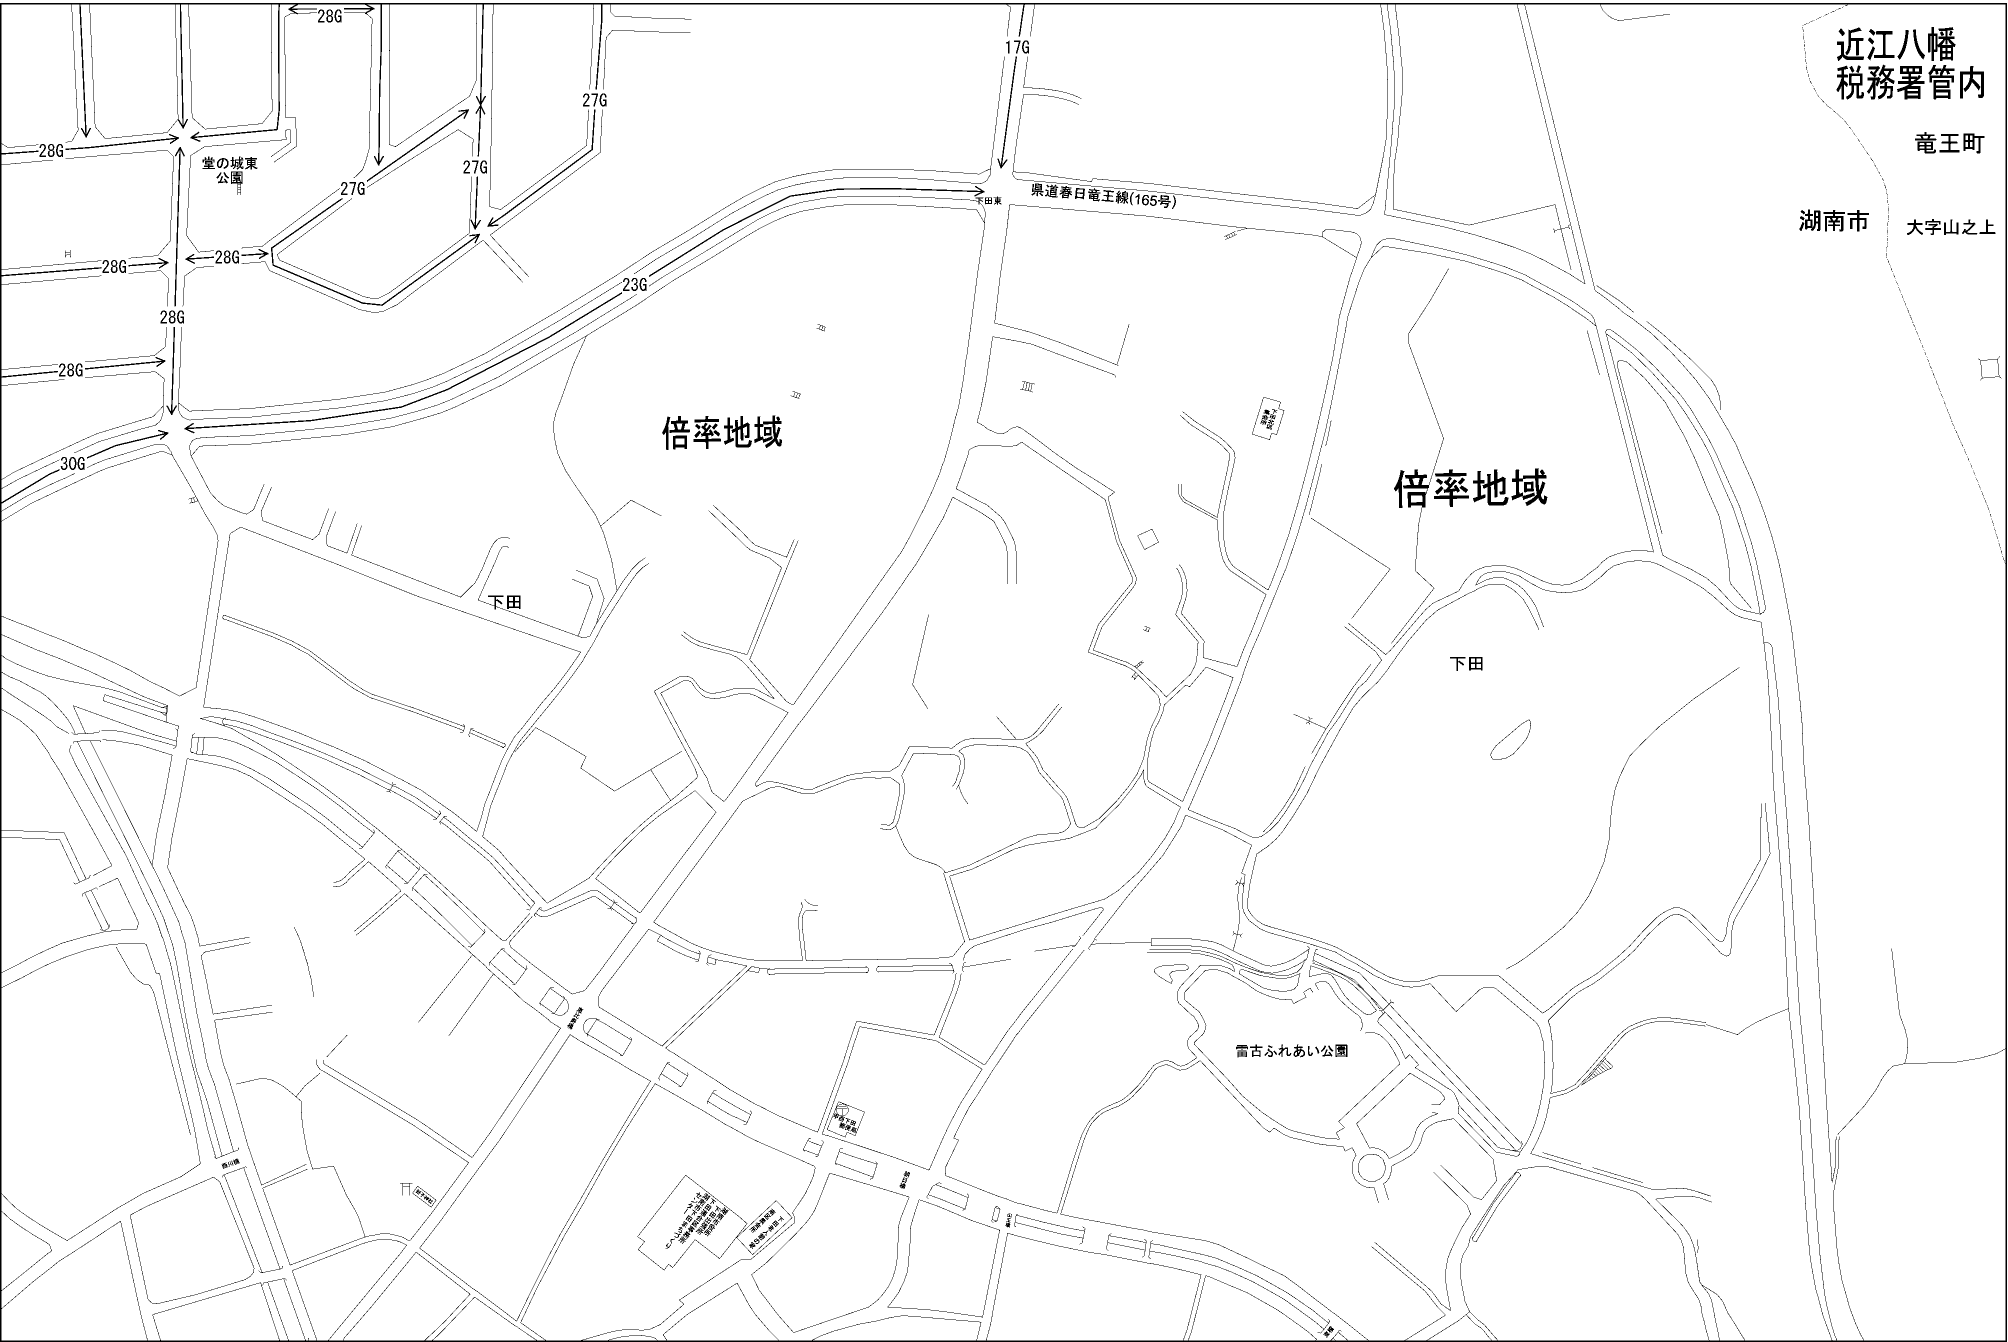 28G
17G
近江八幡
税務署管内
27G
竜王町
28G
堂の城東
公園
27G
27G
県道春日竜王線(165号)
下田東
湖南市
大字山之上
28G
28G
23G
28G
28G
倍率地域
30G
倍率地域
下田
下田
雷古ふれあい公園